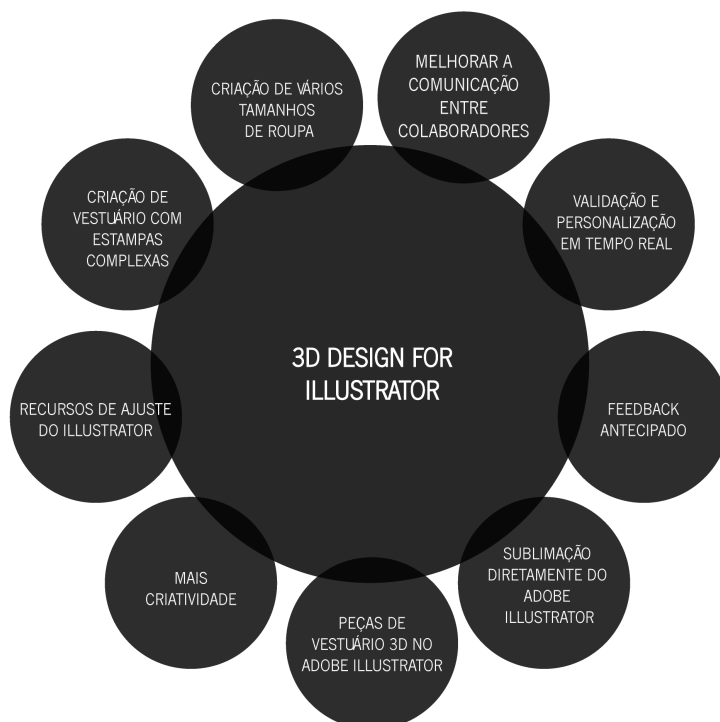 CRIAÇÃO DE VÁRIOS
TAMANHOS
DE ROUPA
MELHORAR A
COMUNICAÇÃO
ENTRE
COLABORADORES
CRIAÇÃO DE
VESTUÁRIO COM
ESTAMPAS
COMPLEXAS
VALIDAÇÃO E
PERSONALIZAÇÃO
EM TEMPO REAL
3D DESIGN FOR
ILLUSTRATOR
RECURSOS DE AJUSTE
DO ILLUSTRATOR
FEEDBACK
ANTECIPADO
MAIS
CRIATIVIDADE
SUBLIMAÇÃO
DIRETAMENTE DO
ADOBE
ILLUSTRATOR
PEÇAS DE
VESTUÁRIO 3D NO
ADOBE ILLUSTRATOR